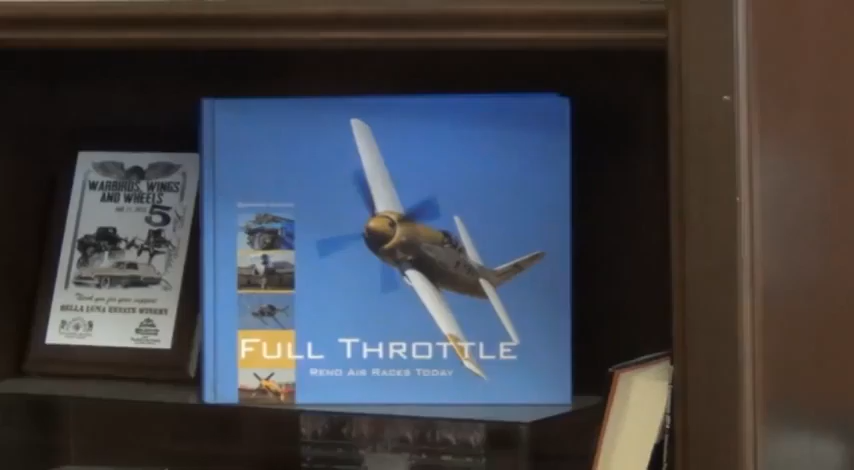 WARBIRDS, WINGS
AND WHEELS
5
Thank you for your support
BELLA LUNA ESTATE WINERY
FULL THROTTLE
RENO AIR RACES TODAY